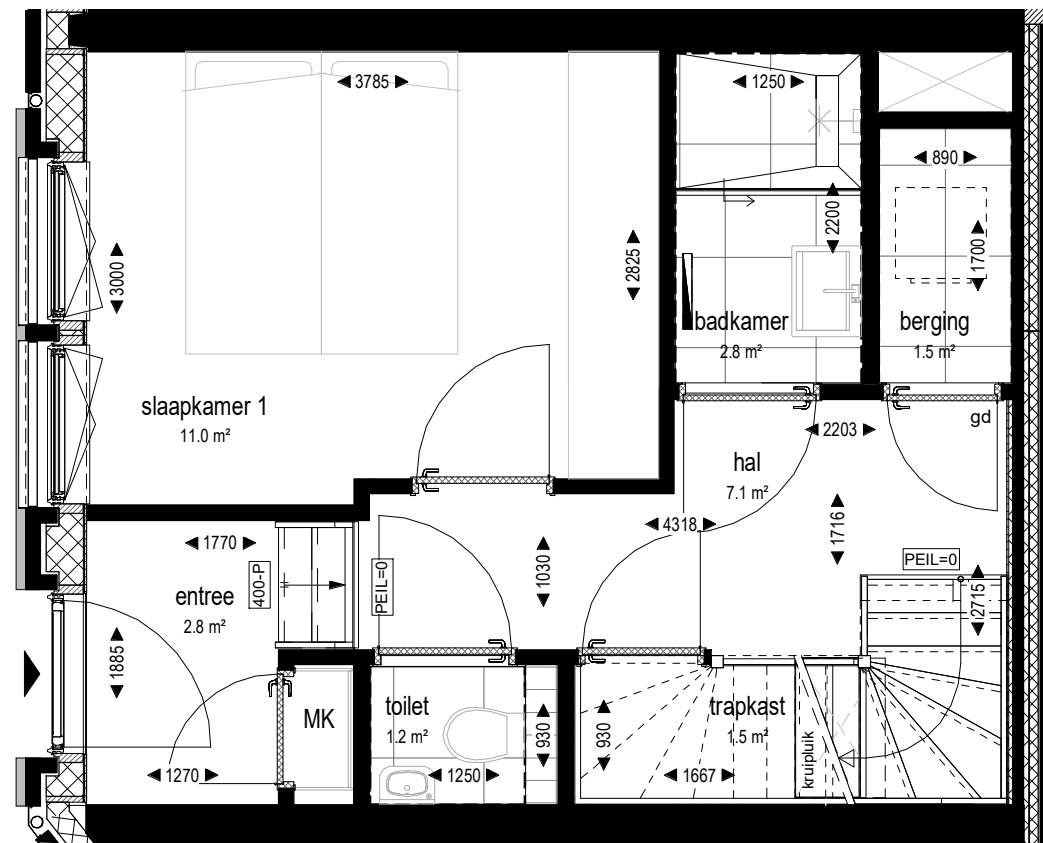 3785
1250
890
2200
3000
2825
1700
badkamer
2.8 m²
berging
1.5 m²
slaapkamer 1
11.0 m²
gd
2203
hal
7.1 m²
4318
1716
1770
1030
PEIL=0
400-P
PEIL=0
entree
2.8 m²
2715
1885
MK
toilet
1.2 m²
trapkast
1.5 m²
930
930
kruipluik
1270
1250
1667